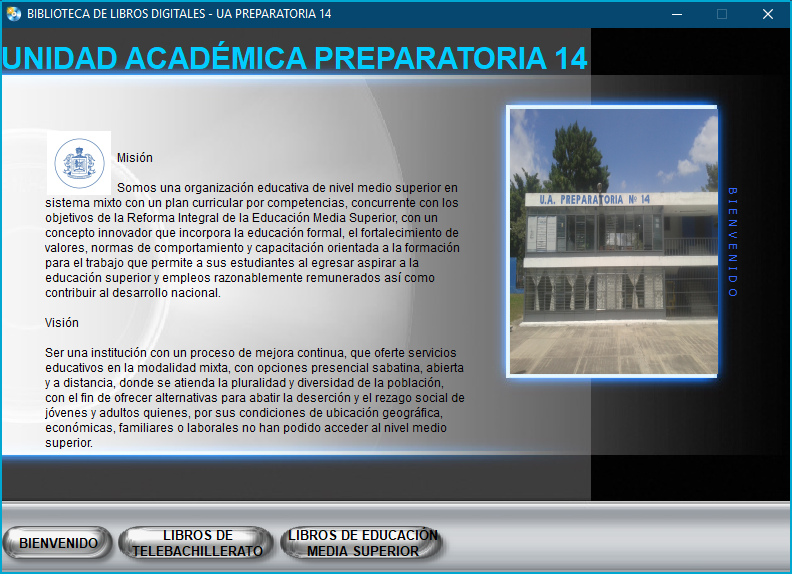 BIBLIOTECA DE LIBROS DIGITALES - UA PREPARATORIA 14
UNIDAD ACADÉMICA PREPARATORIA 14
Misión
Somos una organización educativa de nivel medio superior en
sistema mixto con un plan curricular por competencias, concurrente con los
objetivos de la Reforma Integral de la Educación Media Superior, con un
concepto innovador que incorpora la educación formal, el fortalecimiento de
valores, normas de comportamiento y capacitación orientada a la formación
para el trabajo que permite a sus estudiantes al egresar aspirar a la
educación superior y empleos razonablemente remunerados así como
contribuir al desarrollo nacional.
Visión
Ser una institución con un proceso de mejora continua, que oferte servicios
educativos en la modalidad mixta, con opciones presencial sabatina, abierta
y a distancia, donde se atienda la pluralidad y diversidad de la población,
con el fin de ofrecer alternativas para abatir la deserción y el rezago social de
jóvenes y adultos quienes, por sus condiciones de ubicación geográfica,
económicas, familiares o laborales no han podido acceder al nivel medio
superior.
U.A. PREPARATORIA Nº 14
BIENVENIDO
BIENVENIDO
LIBROS DE
TELEBACHILLERATO
LIBROS DE EDUCACIÓN
MEDIA SUPERIOR